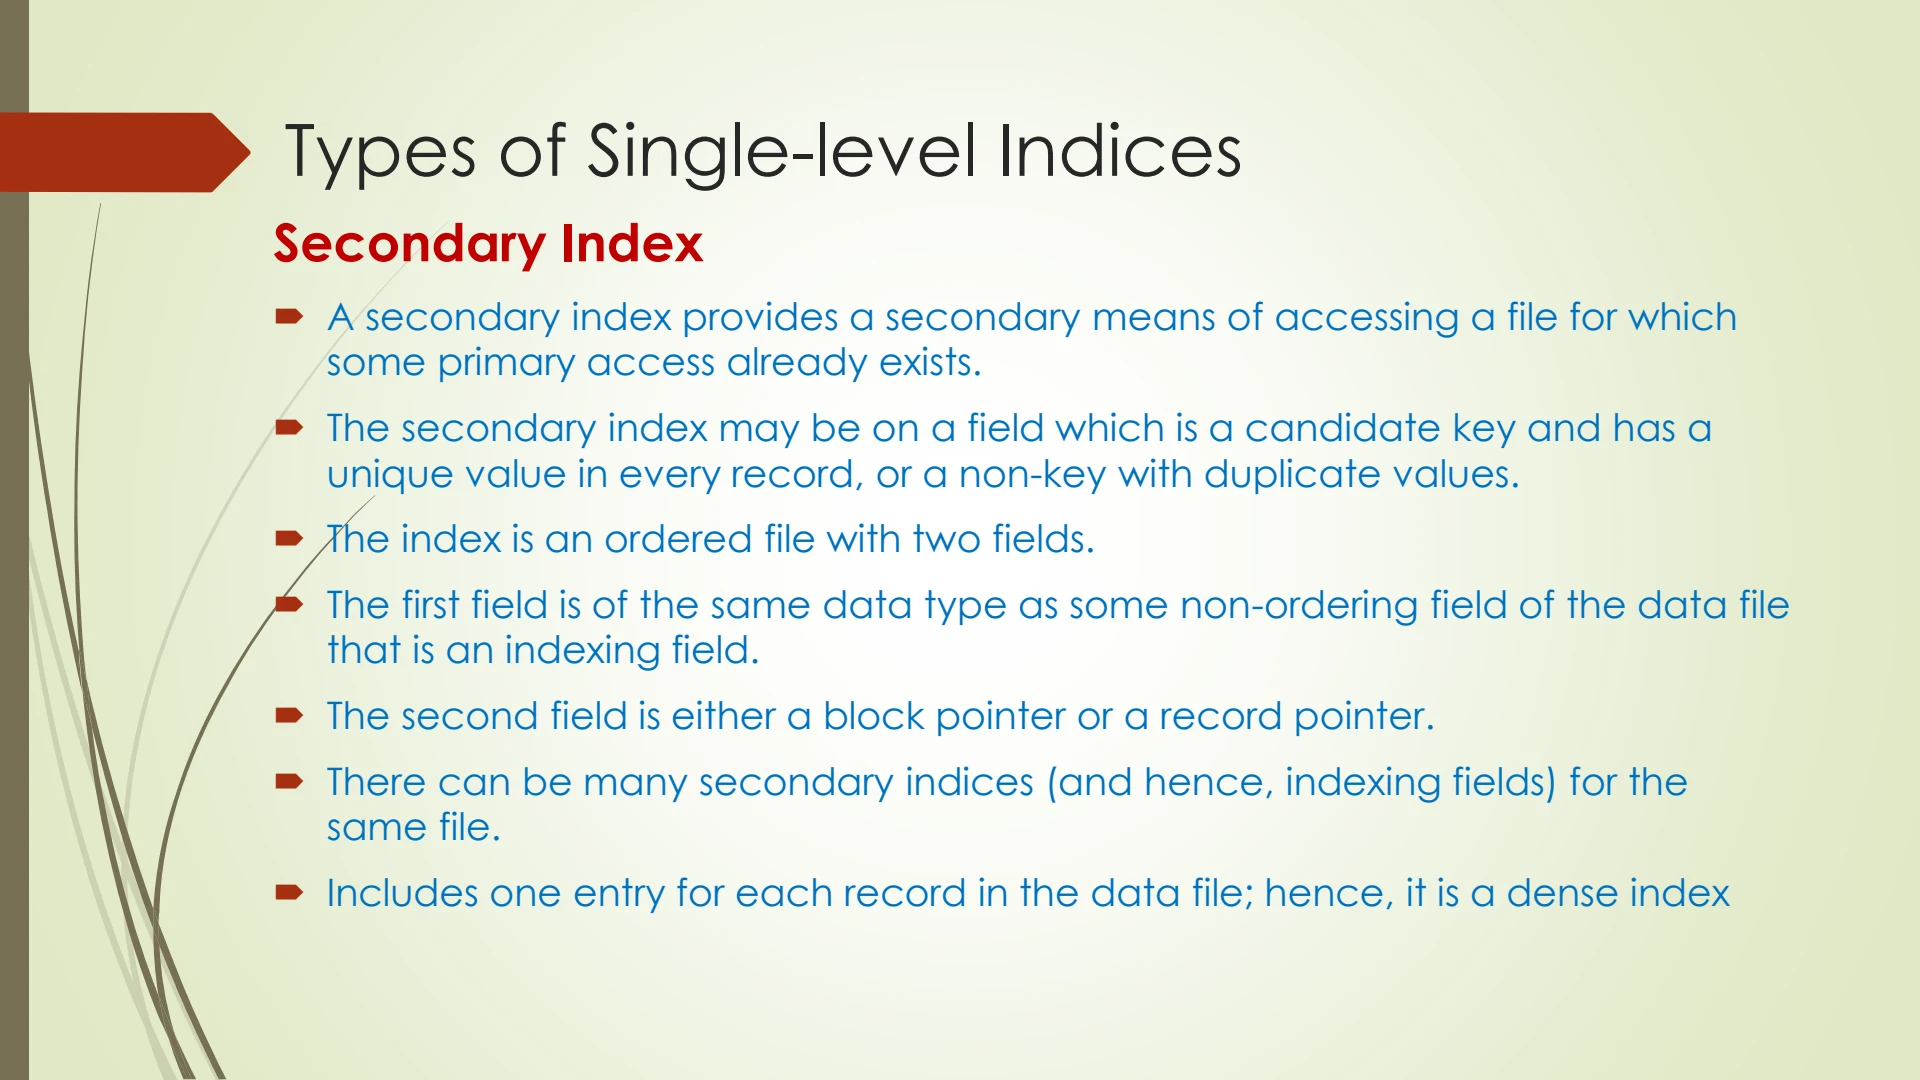 Types of Single-level Indices
Secondary Index
A secondary index provides a secondary means of accessing a file for which
some primary access already exists.
The secondary index may be on a field which is a candidate key and has a
unique value in every record, or a non-key with duplicate values.
The index is an ordered file with two fields.
The first field is of the same data type as some non-ordering field of the data file
that is an indexing field.
The second field is either a block pointer or a record pointer.
There can be many secondary indices (and hence, indexing fields) for the
same file.
Includes one entry for each record in the data file; hence, it is a dense index